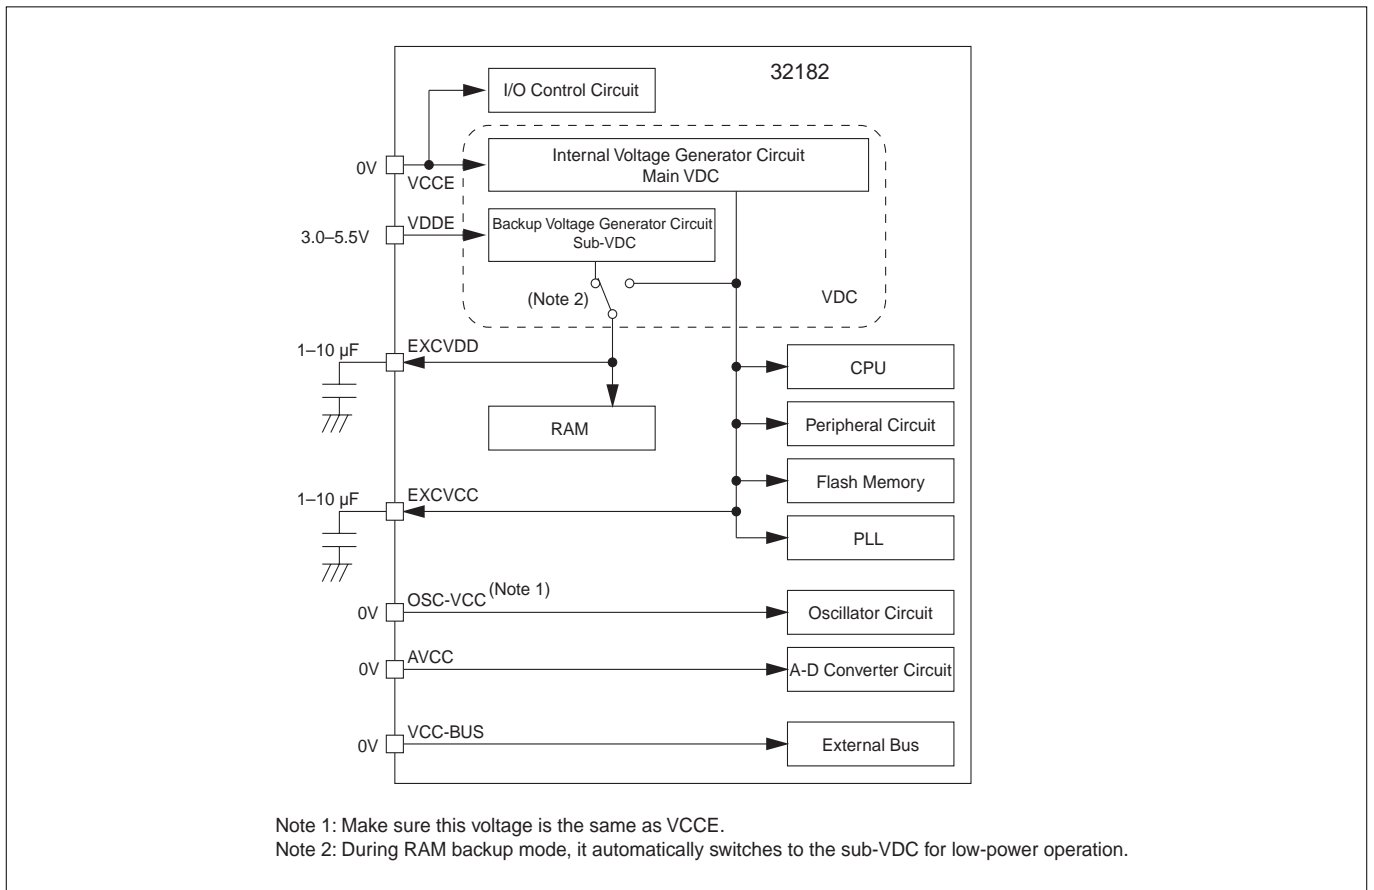 32182
I/O Control Circuit
Internal Voltage Generator Circuit
Main VDC
0V
VCCE
VDDE
3.0–5.5V
Backup Voltage Generator Circuit
Sub-VDC
(Note 2)
VDC
1–10 µF
EXCVDD
CPU
RAM
Peripheral Circuit
Flash Memory
1–10 µF
EXCVCC
PLL
0V
OSC-VCC
(Note 1)
Oscillator Circuit
0V
AVCC
A-D Converter Circuit
0V
VCC-BUS
External Bus
Note 1: Make sure this voltage is the same as VCCE.
Note 2: During RAM backup mode, it automatically switches to the sub-VDC for low-power operation.